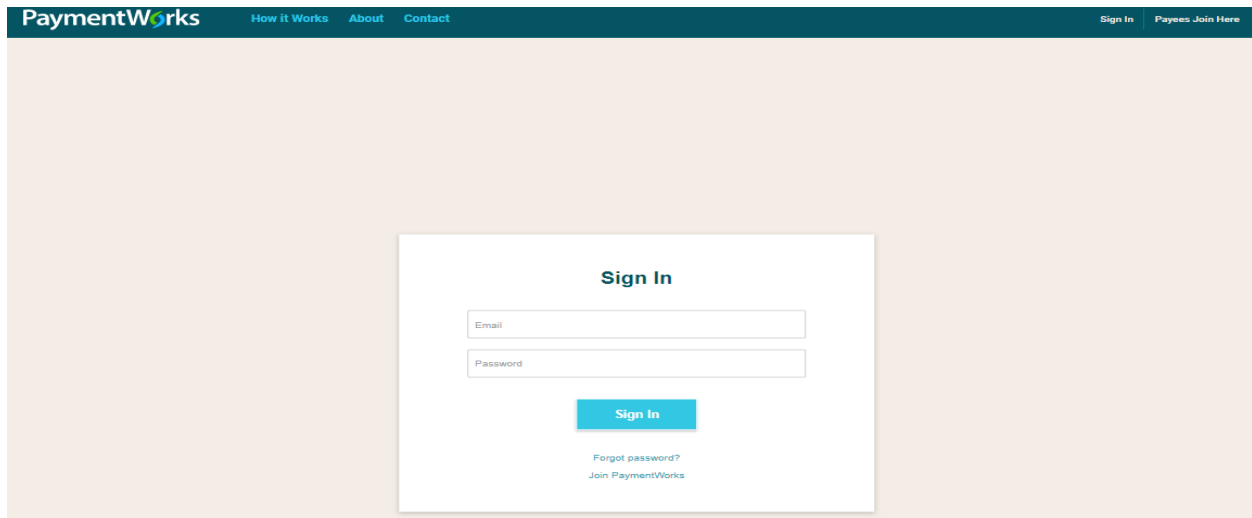 PaymentWorks How it Works About Contact Sign In Payees Join Here
Sign In
Email
Password
Sign In
Forgot password?
Join PaymentWorks